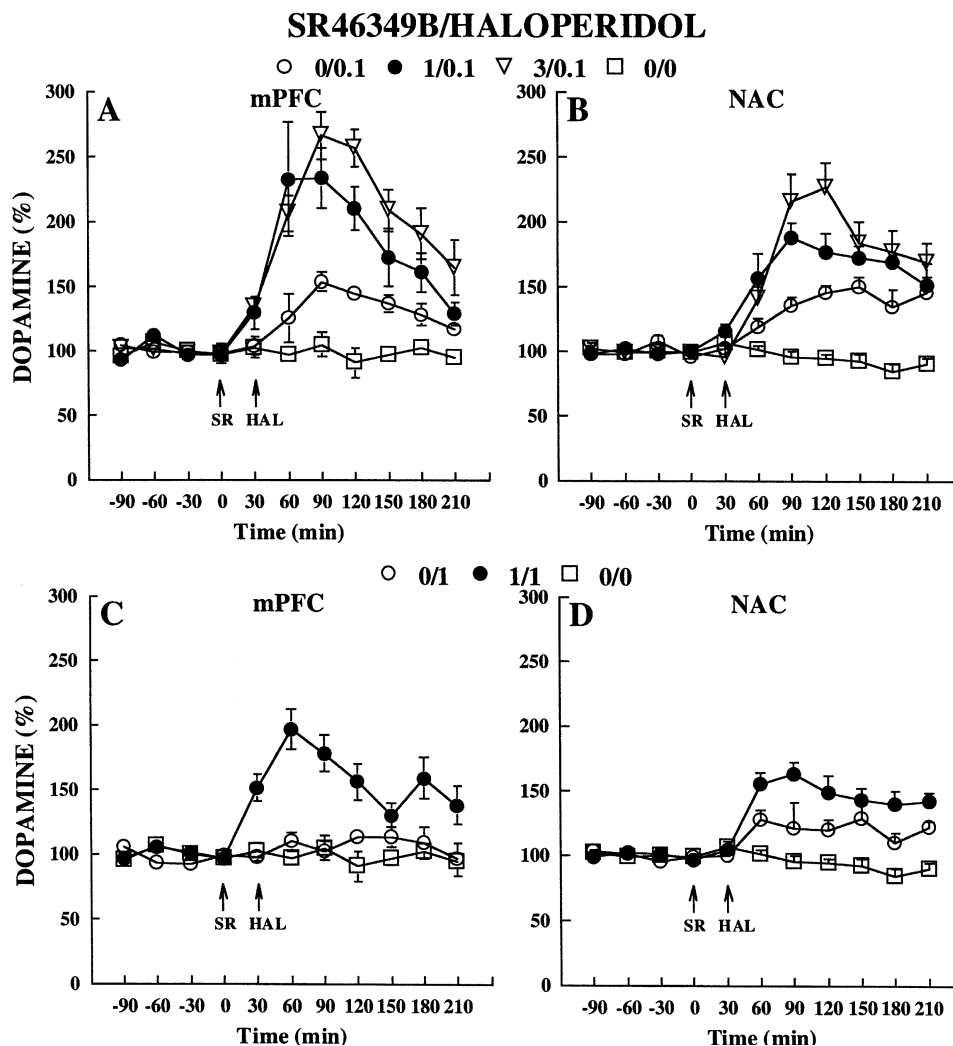 SR46349B/HALOPERIDOL
0/0.1 1/0.1 3/0.1 0/0
A mPFC
300
250
200
150
100
50
0
DOPAMINE (%)
SR HAL
-90 -60 -30 0 30 60 90 120 150 180 210
Time (min)
B NAC
300
250
200
150
100
50
0
SR HAL
-90 -60 -30 0 30 60 90 120 150 180 210
Time (min)
0/1 1/1 0/0
C mPFC
300
250
200
150
100
50
0
DOPAMINE (%)
SR HAL
-90 -60 -30 0 30 60 90 120 150 180 210
Time (min)
D NAC
300
250
200
150
100
50
0
SR HAL
-90 -60 -30 0 30 60 90 120 150 180 210
Time (min)